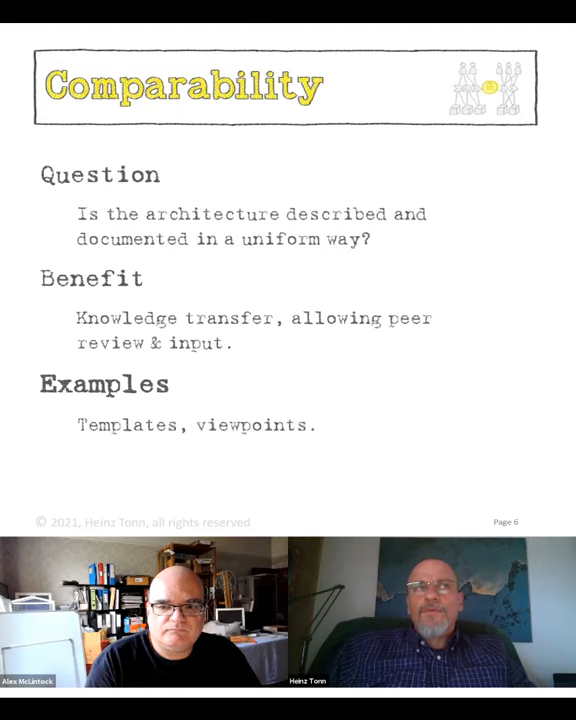 Comparability
Question
Is the architecture described and
documented in a uniform way?
Benefit
Knowledge transfer, allowing peer
review & input.
Examples
Templates, viewpoints.
© 2021, Heinz Tonn, all rights reserved
Page 6
Alex McLintock
Heinz Tonn